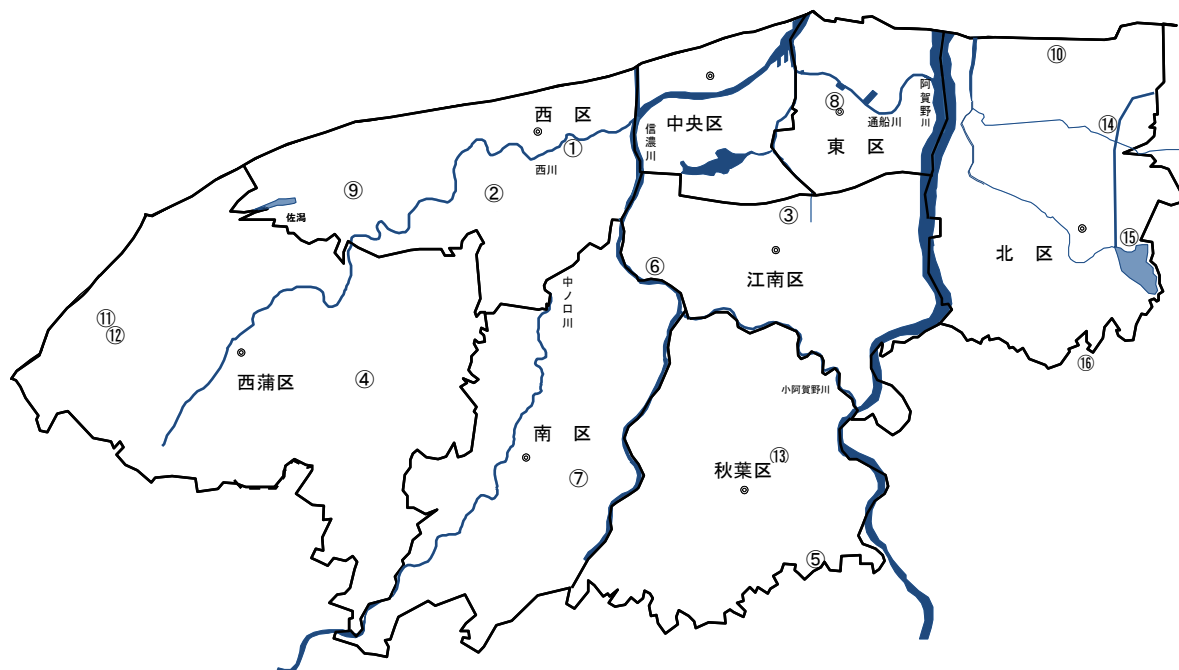 ⑩
西 区
中央区
⑧
阿賀野川
通船川
⑭
信濃川
東 区
①
西川
⑨
②
佐潟
③
⑮
北 区
⑥
江南区
中ノ口川
⑪
⑫
⑯
西蒲区
④
小阿賀野川
南 区
⑬
秋葉区
⑦
⑤